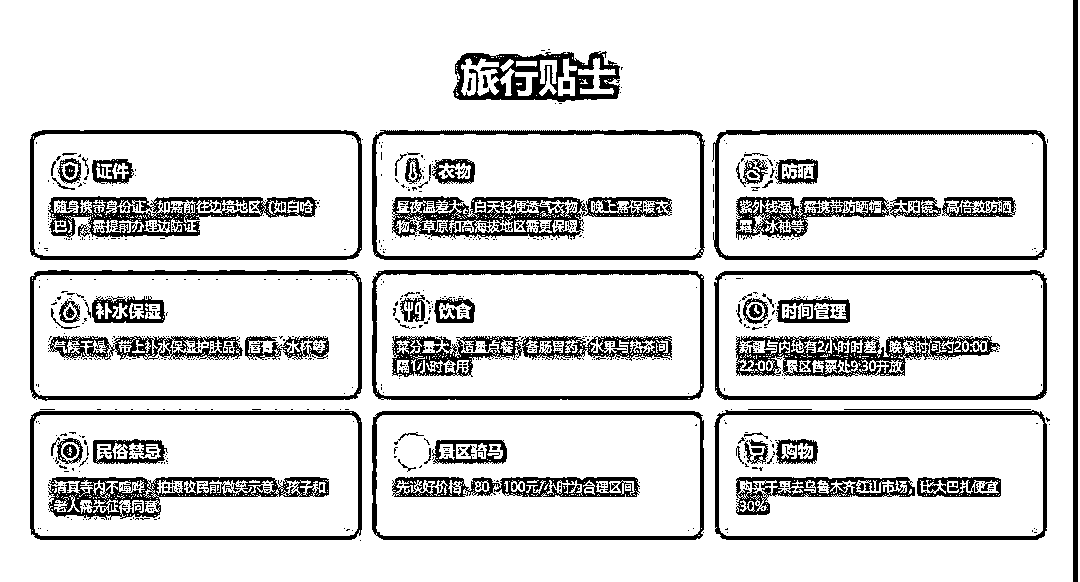 旅行贴士
证件
随身携带身份证、如需前往边境地区（如白哈
巴），需提前办理边防证
衣物
昼夜温差大，白天轻便透气衣物，晚上需保暖衣
物，草原和高海拔地区需更保暖
防晒
紫外线强，需携带防晒帽、太阳镜、高倍数防晒
霜、冰袖等
补水保湿
气候干燥，带上补水保湿护肤品、唇膏、水杯等
饮食
菜分量大，适量点餐；备肠胃药，水果与热茶间
隔1小时食用
时间管理
新疆与内地有2小时时差，晚餐时间约20:00 -
22:00，景区售票处9:30开放
民俗禁忌
清真寺内不喧哗，拍摄牧民前微笑示意，孩子和
老人需先征得同意
景区骑马
先谈好价格，80 - 100元/小时为合理区间
购物
购买干果去乌鲁木齐红山市场，比大巴扎便宜
30%